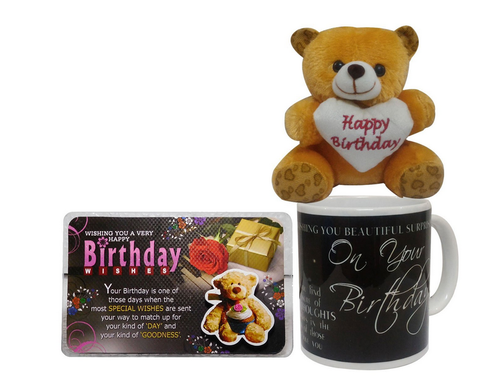 Happy
Birthday
WISHING YOU A VERY
HAPPY
Birthday
WISHES
Your Birthday is one of
those days when the
most SPECIAL WISHES are sent
your way to match up for
your kind of 'DAY' and
your kind of 'GOODNESS'.
YOU BEAUTIFUL
On Your
Birthday